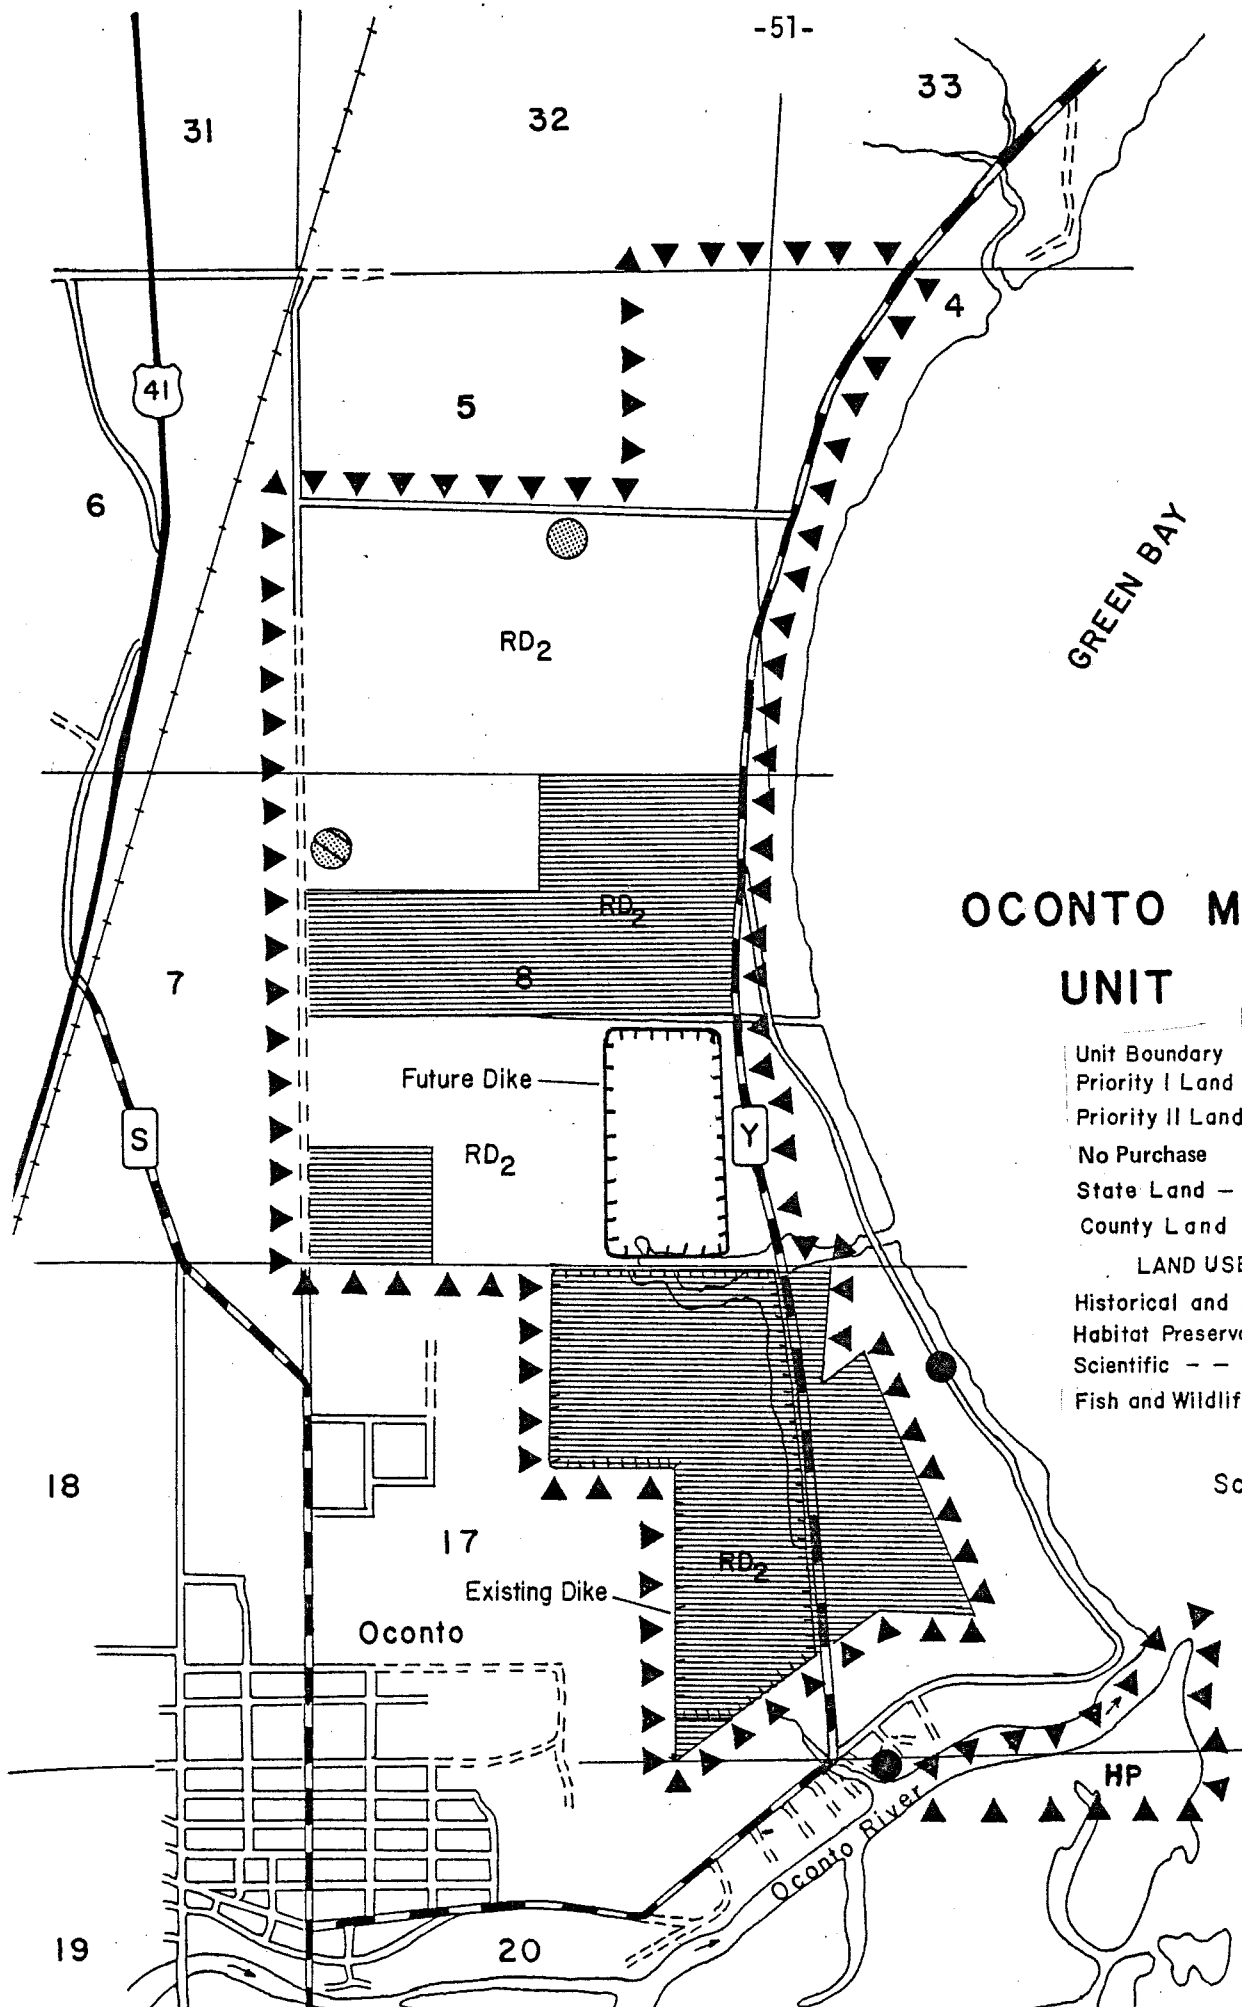 -51-
33
31
32
4
41
5
6
GREEN BAY
RD2
OCONTO M
RD2
7
8
UNIT
Unit Boundary
Future Dike
Priority I Land
Priority II Land
S
Y
RD2
No Purchase
State Land –
County Land
LAND USE
Historical and
Habitat Preserv
Scientific – –
Fish and Wildlif
18
Sc
17
RD2
Existing Dike
Oconto
HP
Oconto River
19
20